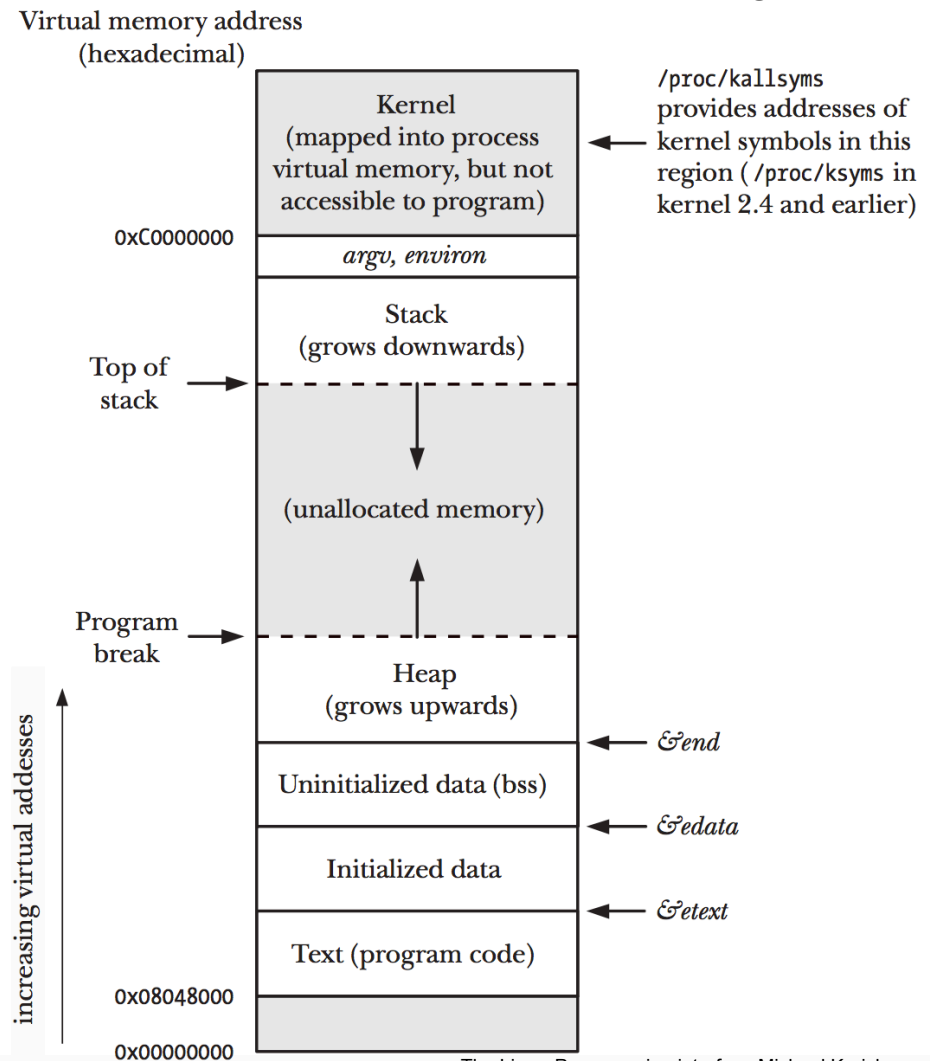 Virtual memory address
(hexadecimal)
Kernel
(mapped into process
virtual memory, but not
accessible to program)
/proc/kallsyms
provides addresses of
kernel symbols in this
region (/proc/ksyms in
kernel 2.4 and earlier)
0xC0000000
argv, environ
Stack
(grows downwards)
Top of
stack
(unallocated memory)
Program
break
Heap
(grows upwards)
&end
Uninitialized data (bss)
&edata
Initialized data
&etext
Text (program code)
0x08048000
0x00000000
increasing virtual addesses